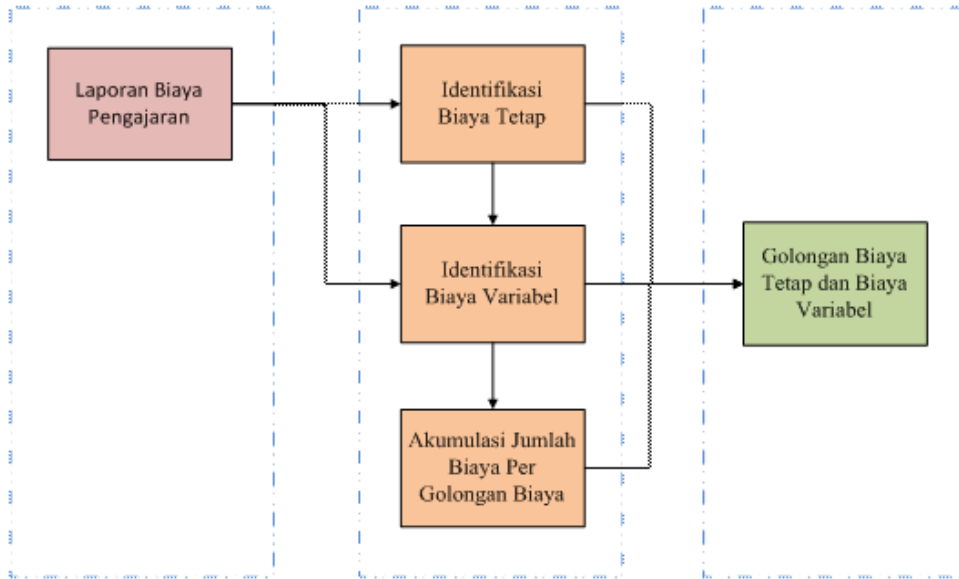 Laporan Biaya
Pengajaran
Identifikasi
Biaya Tetap
Identifikasi
Biaya Variabel
Akumulasi Jumlah
Biaya Per
Golongan Biaya
Golongan Biaya
Tetap dan Biaya
Variabel